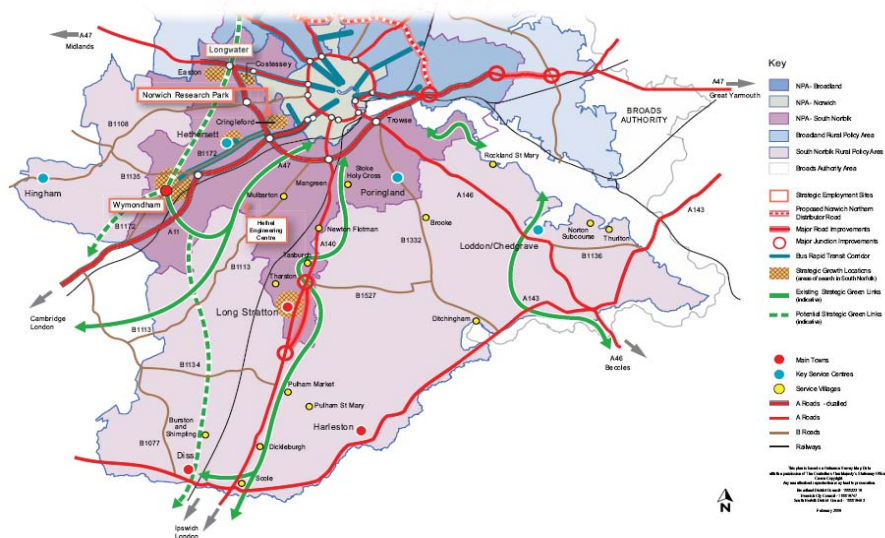 A47
Midlands
Longwater
Costessey
Easton
Norwich Research Park
Cringleford
B1108
Hethersett
B1172
Trowse
A47
Great Yarmouth
BROADS
AUTHORITY
Rockland St Mary
B1135
Hingham
A47
Stoke
Holy Cross
Mangreen
Mulbarton
Poringland
A146
A143
Wymondham
Hethel
Engineering
Centre
B1172
A11
Newton Flotman
Brooke
Norton
Subcourse
Thurlton
Loddon/Chedgrave
A140
B1332
B1136
Tasburgh
B1113
Tharston
Long Stratton
B1527
A143
Ditchingham
Cambridge
London
B1113
A46
Beccles
B1134
Pulham Market
Pulham St Mary
Burston
and
Shimpling
Harleston
B1077
Dickleburgh
Diss
Scole
Ipswich
London
N
Key
NPA - Broadland
NPA - Norwich
NPA - South Norfolk
Broadland Rural Policy Area
South Norfolk Rural Policy Area
Broads Authority Area
Strategic Employment Sites
Proposed Norwich Northern
Distributor Road
Major Road Improvements
Major Junction Improvements
Bus Rapid Transit Corridor
Strategic Growth Locations
(areas of search in South Norfolk)
Existing Strategic Green Links
(indicative)
Potential Strategic Green Links
(indicative)
Main Towns
Key Service Centres
Service Villages
A Roads - dualled
A Roads
B Roads
Railways